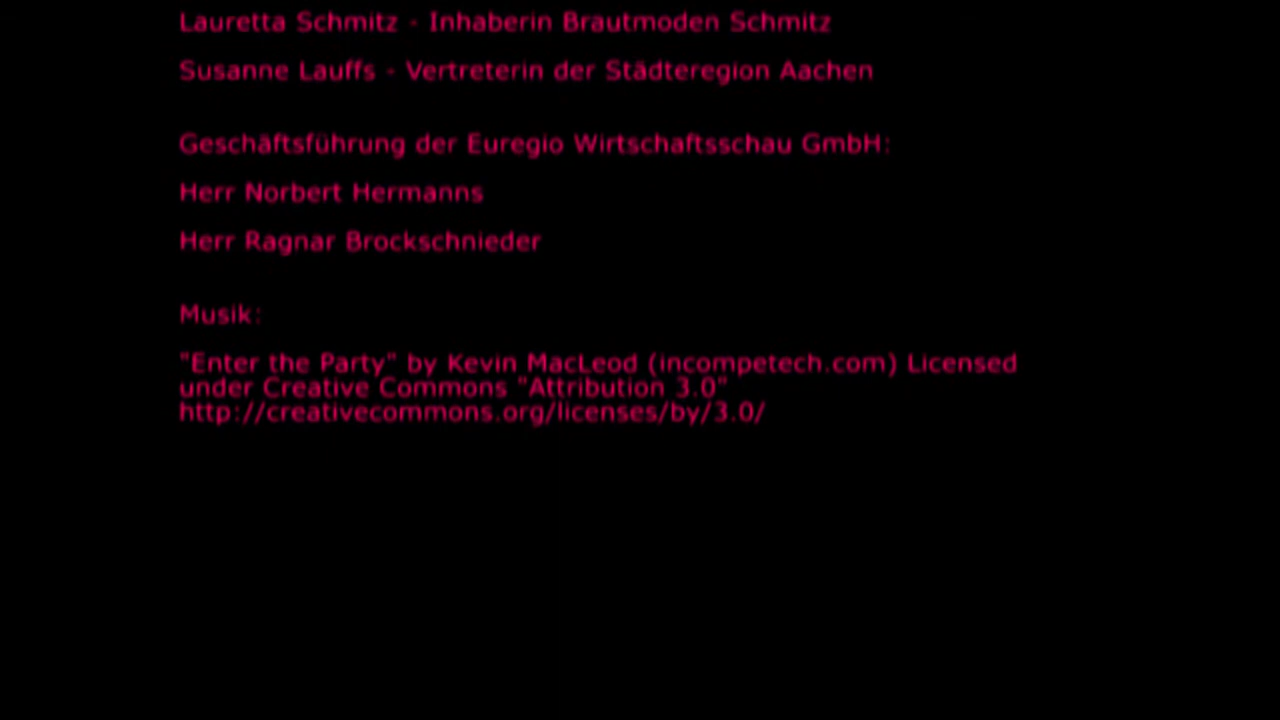 Lauretta Schmitz - Inhaberin Brautmoden Schmitz
Susanne Lauffs - Vertreterin der Städteregion Aachen
Geschäftsführung der Euregio Wirtschaftsschau GmbH:
Herr Norbert Hermanns
Herr Ragnar Brockschnieder
Musik:
"Enter the Party" by Kevin MacLeod (incompetech.com) Licensed
under Creative Commons "Attribution 3.0"
http://creativecommons.org/licenses/by/3.0/